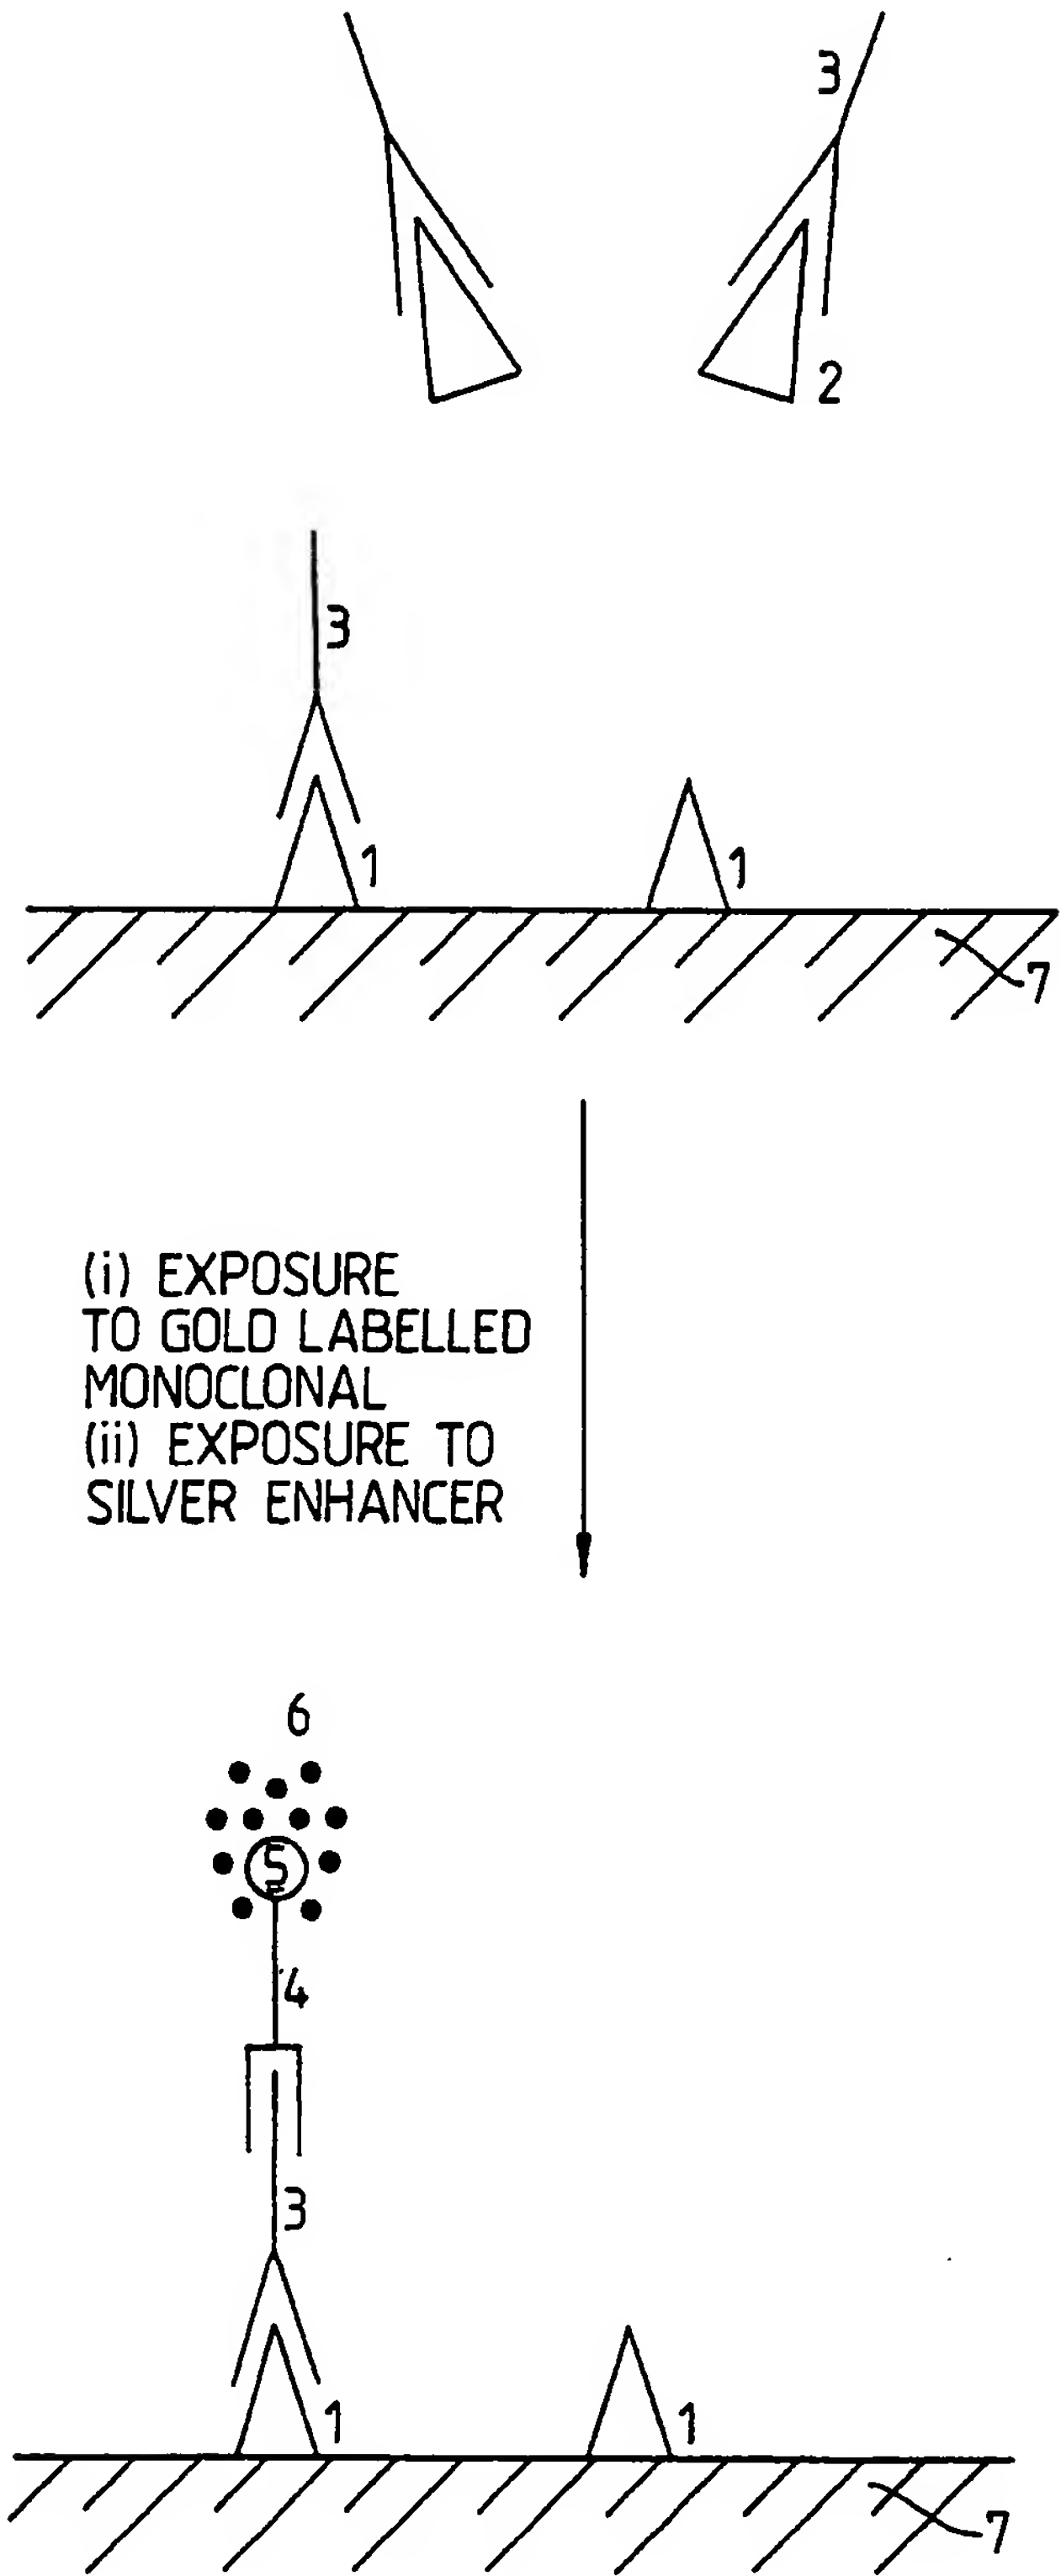 3
2
3
1
1
7
(i) EXPOSURE
TO GOLD LABELLED
MONOCLONAL
(ii) EXPOSURE TO
SILVER ENHANCER
6
5
4
3
1
1
7